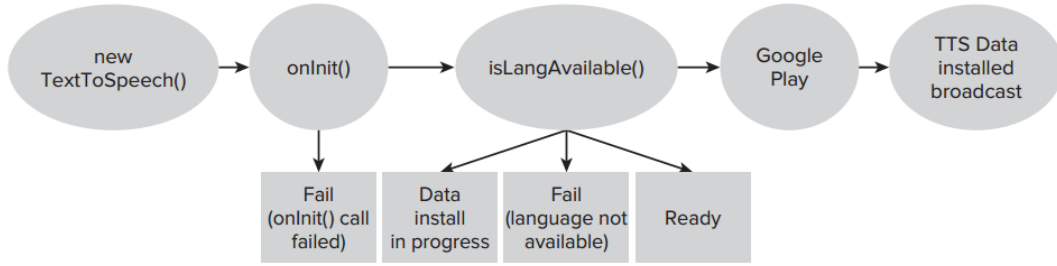 new
TextToSpeech()
onInit()
isLangAvailable()
Google
Play
TTS Data
installed
broadcast
Fail
(onInit() call
failed)
Data
install
in progress
Fail
(language not
available)
Ready